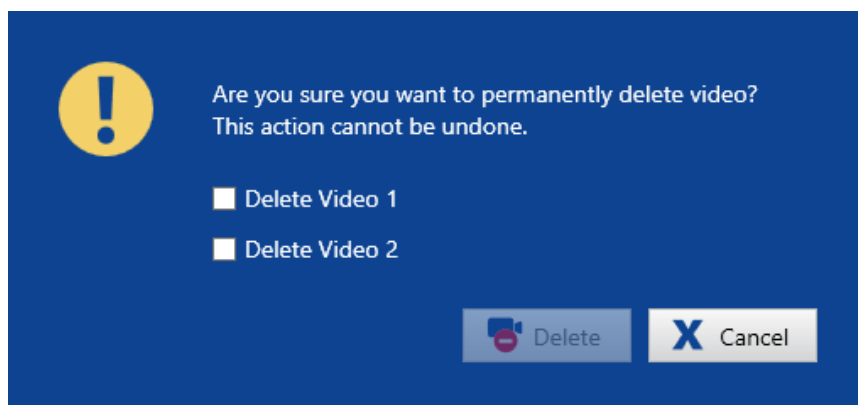 Are you sure you want to permanently delete video?
This action cannot be undone.
Delete Video 1
Delete Video 2
Delete
Cancel